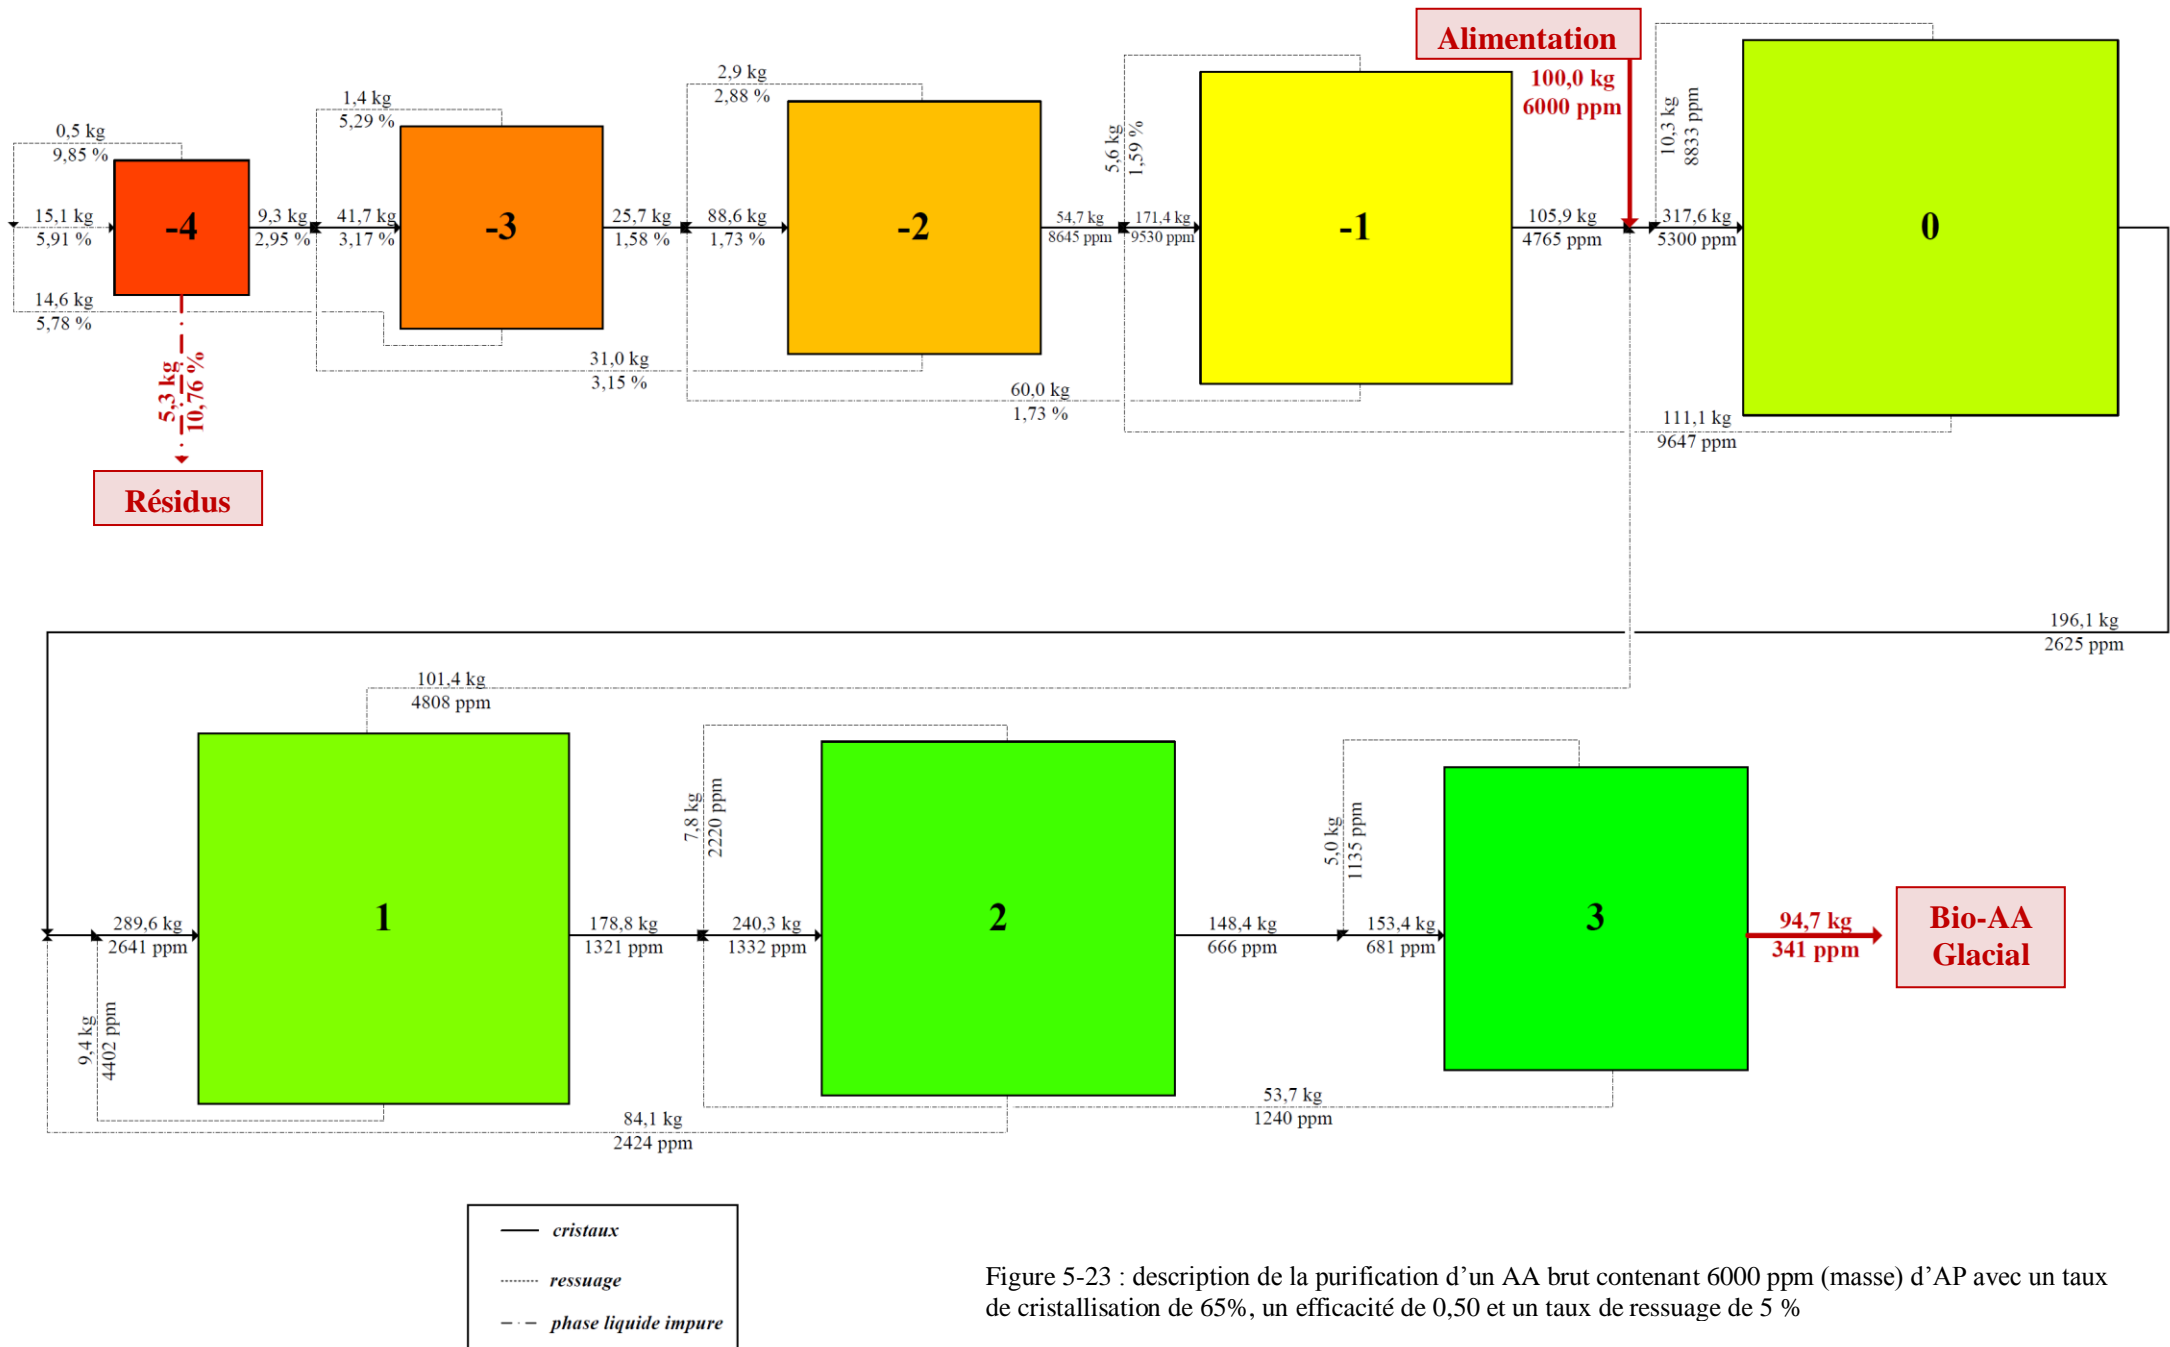 Alimentation
100,0 kg
6000 ppm
10,3 kg
8833 ppm
2,9 kg
2,88 %
1,4 kg
5,29 %
0,5 kg
9,85 %
5,6 kg
1,59 %
15,1 kg
5,91 %
-4
9,3 kg
2,95 %
41,7 kg
3,17 %
-3
25,7 kg
1,58 %
88,6 kg
1,73 %
-2
54,7 kg
8645 ppm
171,4 kg
9530 ppm
-1
105,9 kg
4765 ppm
317,6 kg
5300 ppm
0
14,6 kg
5,78 %
31,0 kg
3,15 %
60,0 kg
1,73 %
111,1 kg
9647 ppm
5,3 kg
10,76 %
Résidus
196,1 kg
2625 ppm
101,4 kg
4808 ppm
7,8 kg
2220 ppm
5,0 kg
1135 ppm
289,6 kg
2641 ppm
1
178,8 kg
1321 ppm
240,3 kg
1332 ppm
2
148,4 kg
666 ppm
153,4 kg
681 ppm
3
94,7 kg
341 ppm
Bio-AA
Glacial
9,4 kg
4402 ppm
84,1 kg
2424 ppm
53,7 kg
1240 ppm
cristaux
ressuage
phase liquide impure
Figure 5-23 : description de la purification d’un AA brut contenant 6000 ppm (masse) d’AP avec un taux
de cristallisation de 65%, un efficacité de 0,50 et un taux de ressuage de 5 %